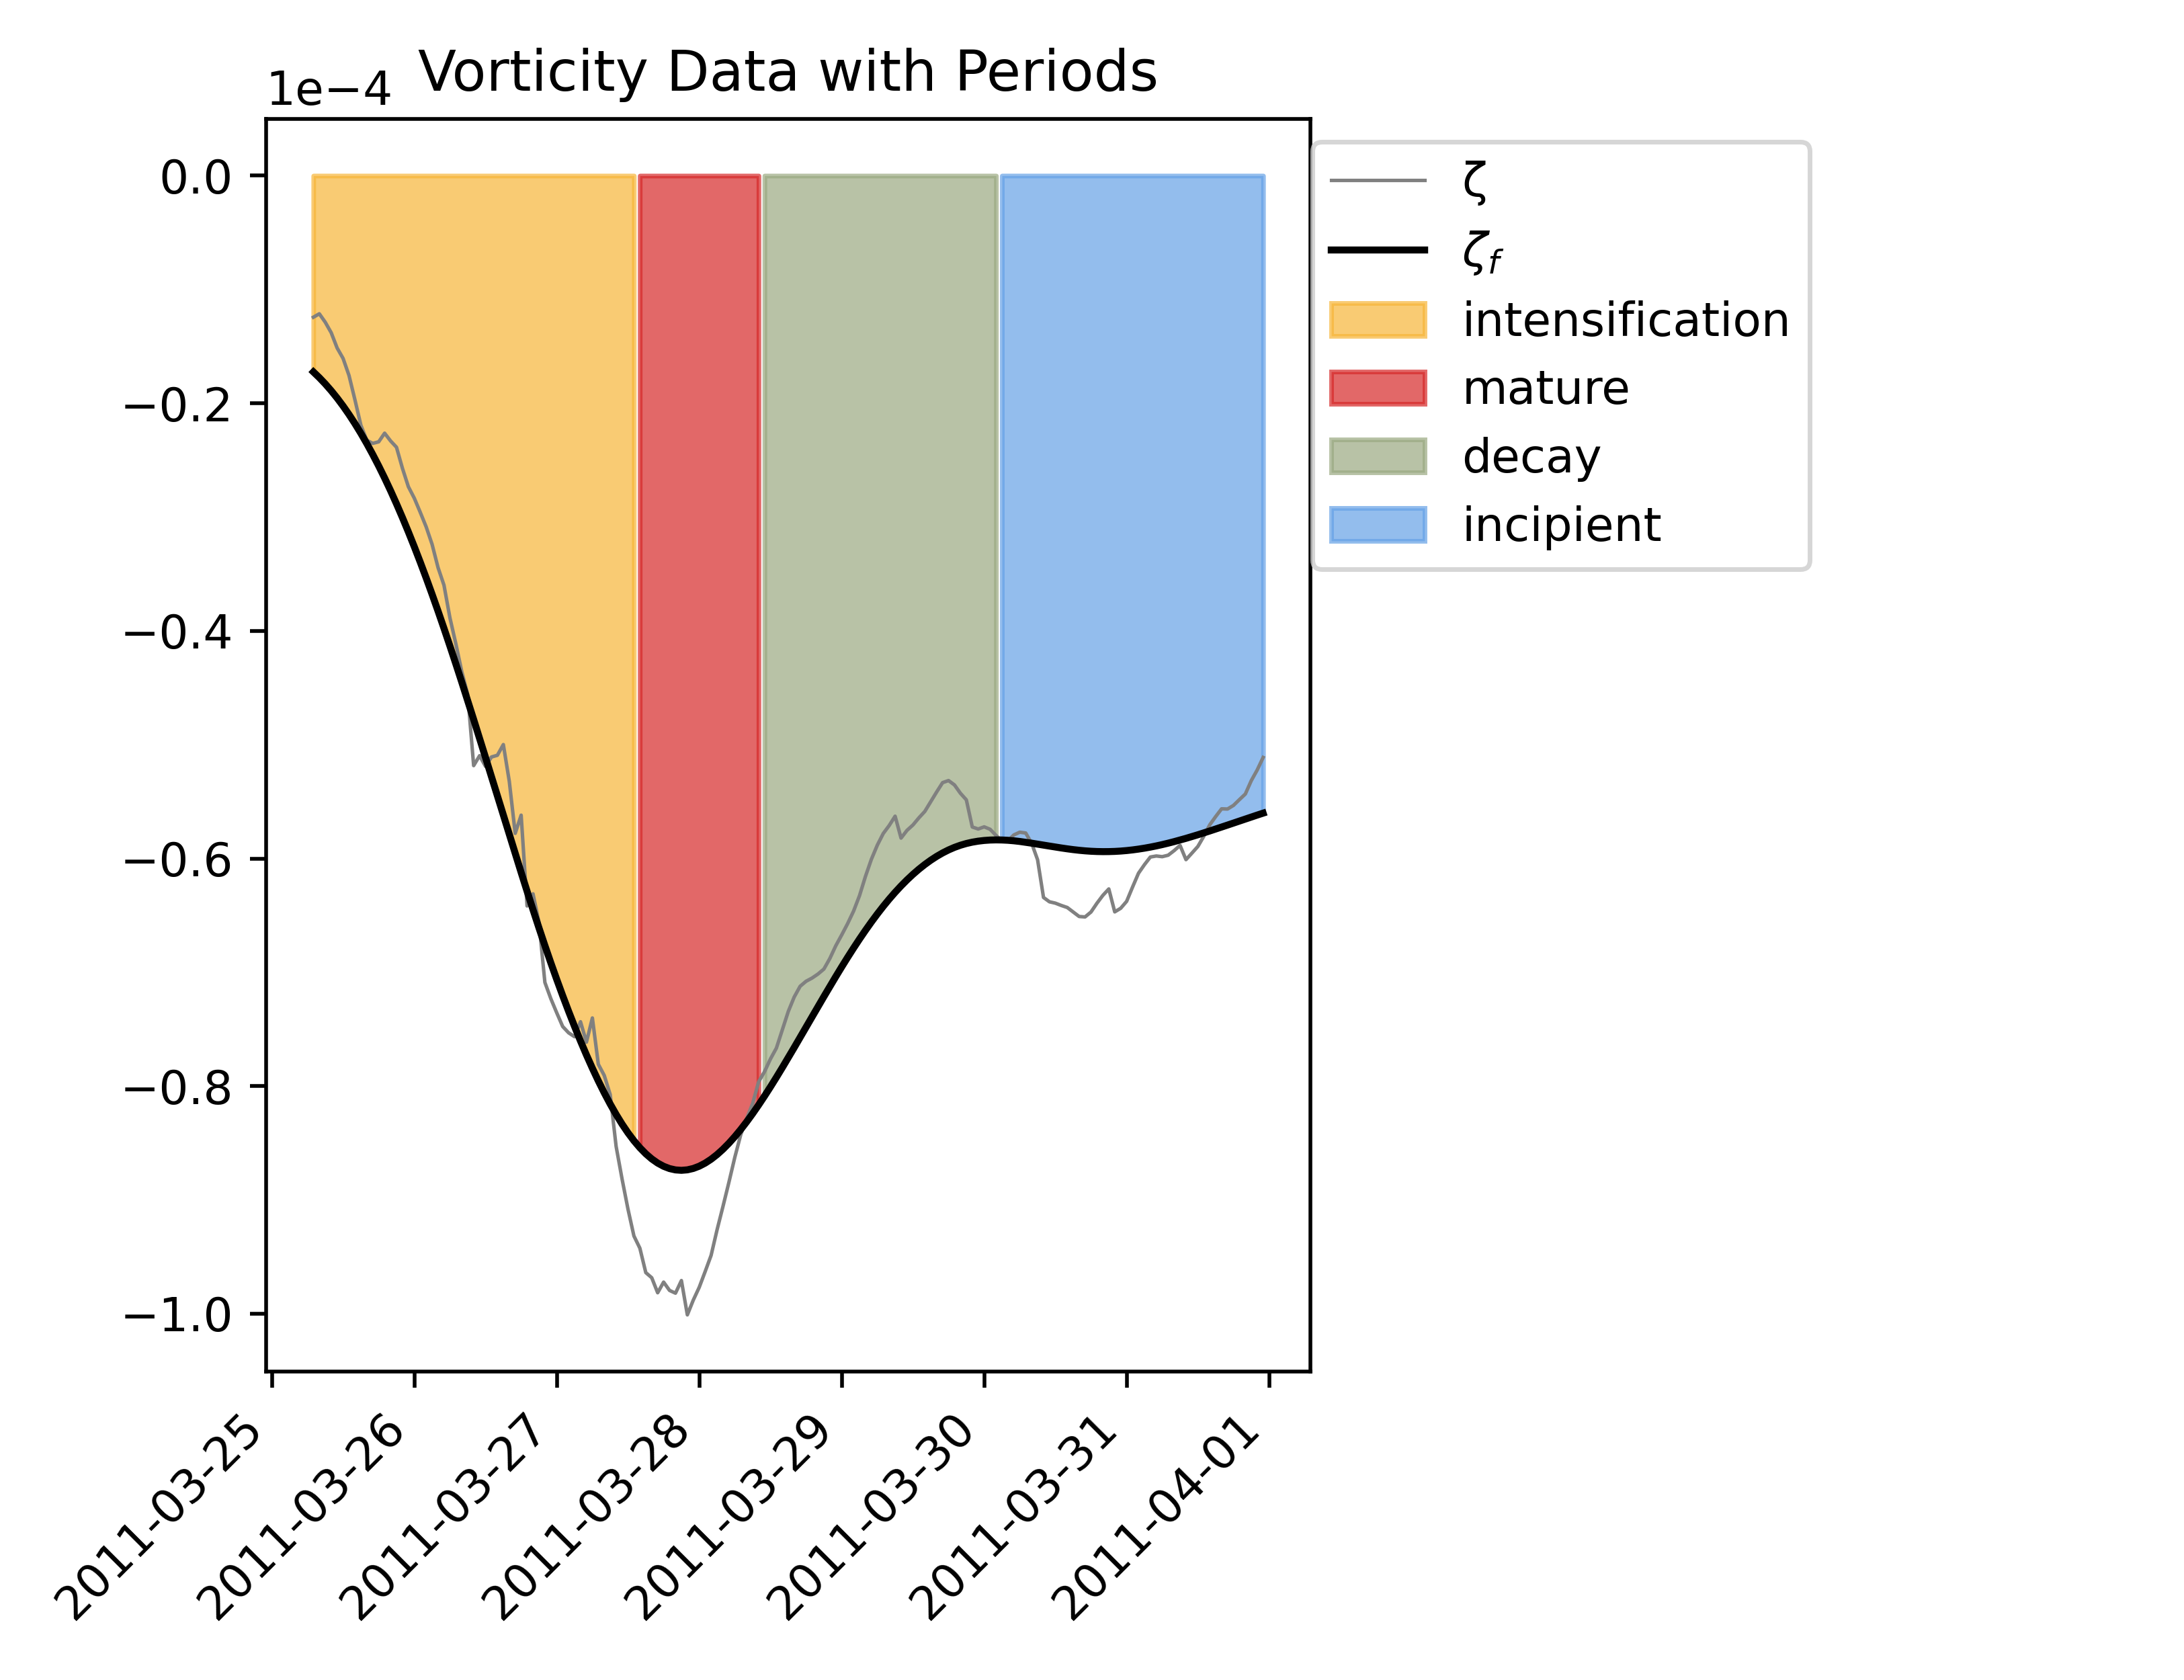 Vorticity Data with Periods
1e−4
0.0
−0.2
−0.4
−0.6
−0.8
−1.0
2011-03-25
2011-03-26
2011-03-27
2011-03-28
2011-03-29
2011-03-30
2011-03-31
2011-04-01
ζ
ζf
intensification
mature
decay
incipient